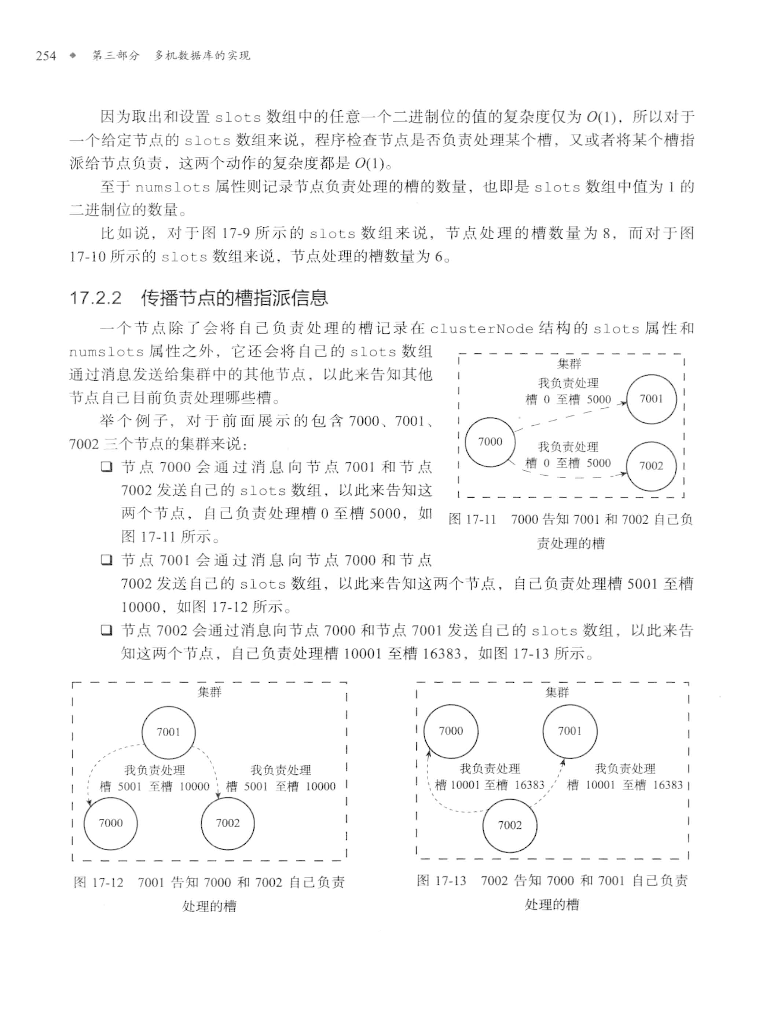 254 ◆ 第三部分 多机数据库的实现
因为取出和设置 slots 数组中的任意一个二进制位的值的复杂度仅为 O(1)，所以对于
一个给定节点的 slots 数组来说，程序检查节点是否负责处理某个槽，又或者将某个槽指
派给节点负责，这两个动作的复杂度都是 O(1)。
至于 numslots 属性则记录节点负责处理的槽的数量，也即是 slots 数组中值为 1 的
二进制位的数量。
比如说，对于图 17-9 所示的 slots 数组来说，节点处理的槽数量为 8，而对于图
17-10 所示的 slots 数组来说，节点处理的槽数量为 6。
17.2.2 传播节点的槽指派信息
一个节点除了会将自己负责处理的槽记录在 clusterNode 结构的 slots 属性和
numslots 属性之外，它还会将自己的 slots 数组
通过消息发送给集群中的其他节点，以此来告知其他
节点自己目前负责处理哪些槽。
举个例子，对于前面展示的包含 7000、7001、
7002 三个节点的集群来说：
❑ 节点 7000 会通过消息向节点 7001 和节点
7002 发送自己的 slots 数组，以此来告知这
两个节点，自己负责处理槽 0 至槽 5000，如
图 17-11 所示。
集群
我负责处理
槽 0 至槽 5000
7001
7000
我负责处理
槽 0 至槽 5000
7002
图 17-11 7000 告知 7001 和 7002 自己负
责处理的槽
❑ 节点 7001 会通过消息向节点 7000 和节点
7002 发送自己的 slots 数组，以此来告知这两个节点，自己负责处理槽 5001 至槽
10000，如图 17-12 所示。
❑ 节点 7002 会通过消息向节点 7000 和节点 7001 发送自己的 slots 数组，以此来告
知这两个节点，自己负责处理槽 10001 至槽 16383，如图 17-13 所示。
集群
7001
我负责处理
槽 5001 至槽 10000
我负责处理
槽 5001 至槽 10000
7000
7002
图 17-12 7001 告知 7000 和 7002 自己负责
处理的槽
集群
7000
7001
我负责处理
槽 10001 至槽 16383
我负责处理
槽 10001 至槽 16383
7002
图 17-13 7002 告知 7000 和 7001 自己负责
处理的槽